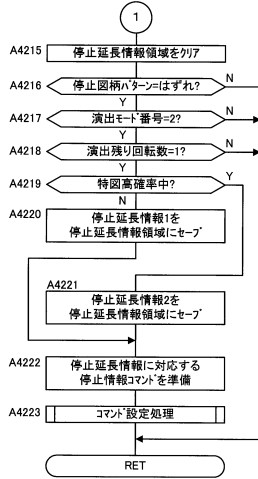 1
A4215 停止延長情報領域をクリア
A4216 停止図柄パターン=はずれ? N
Y
A4217 演出モード番号=2? N
Y
A4218 演出残り回転数=1? N
Y
A4219 特図高確率中? Y
N
A4220 停止延長情報1を
停止延長情報領域にセーブ
A4221
停止延長情報2を
停止延長情報領域にセーブ
A4222 停止延長情報に対応する
停止情報コマンドを準備
A4223 コマンド設定処理
RET